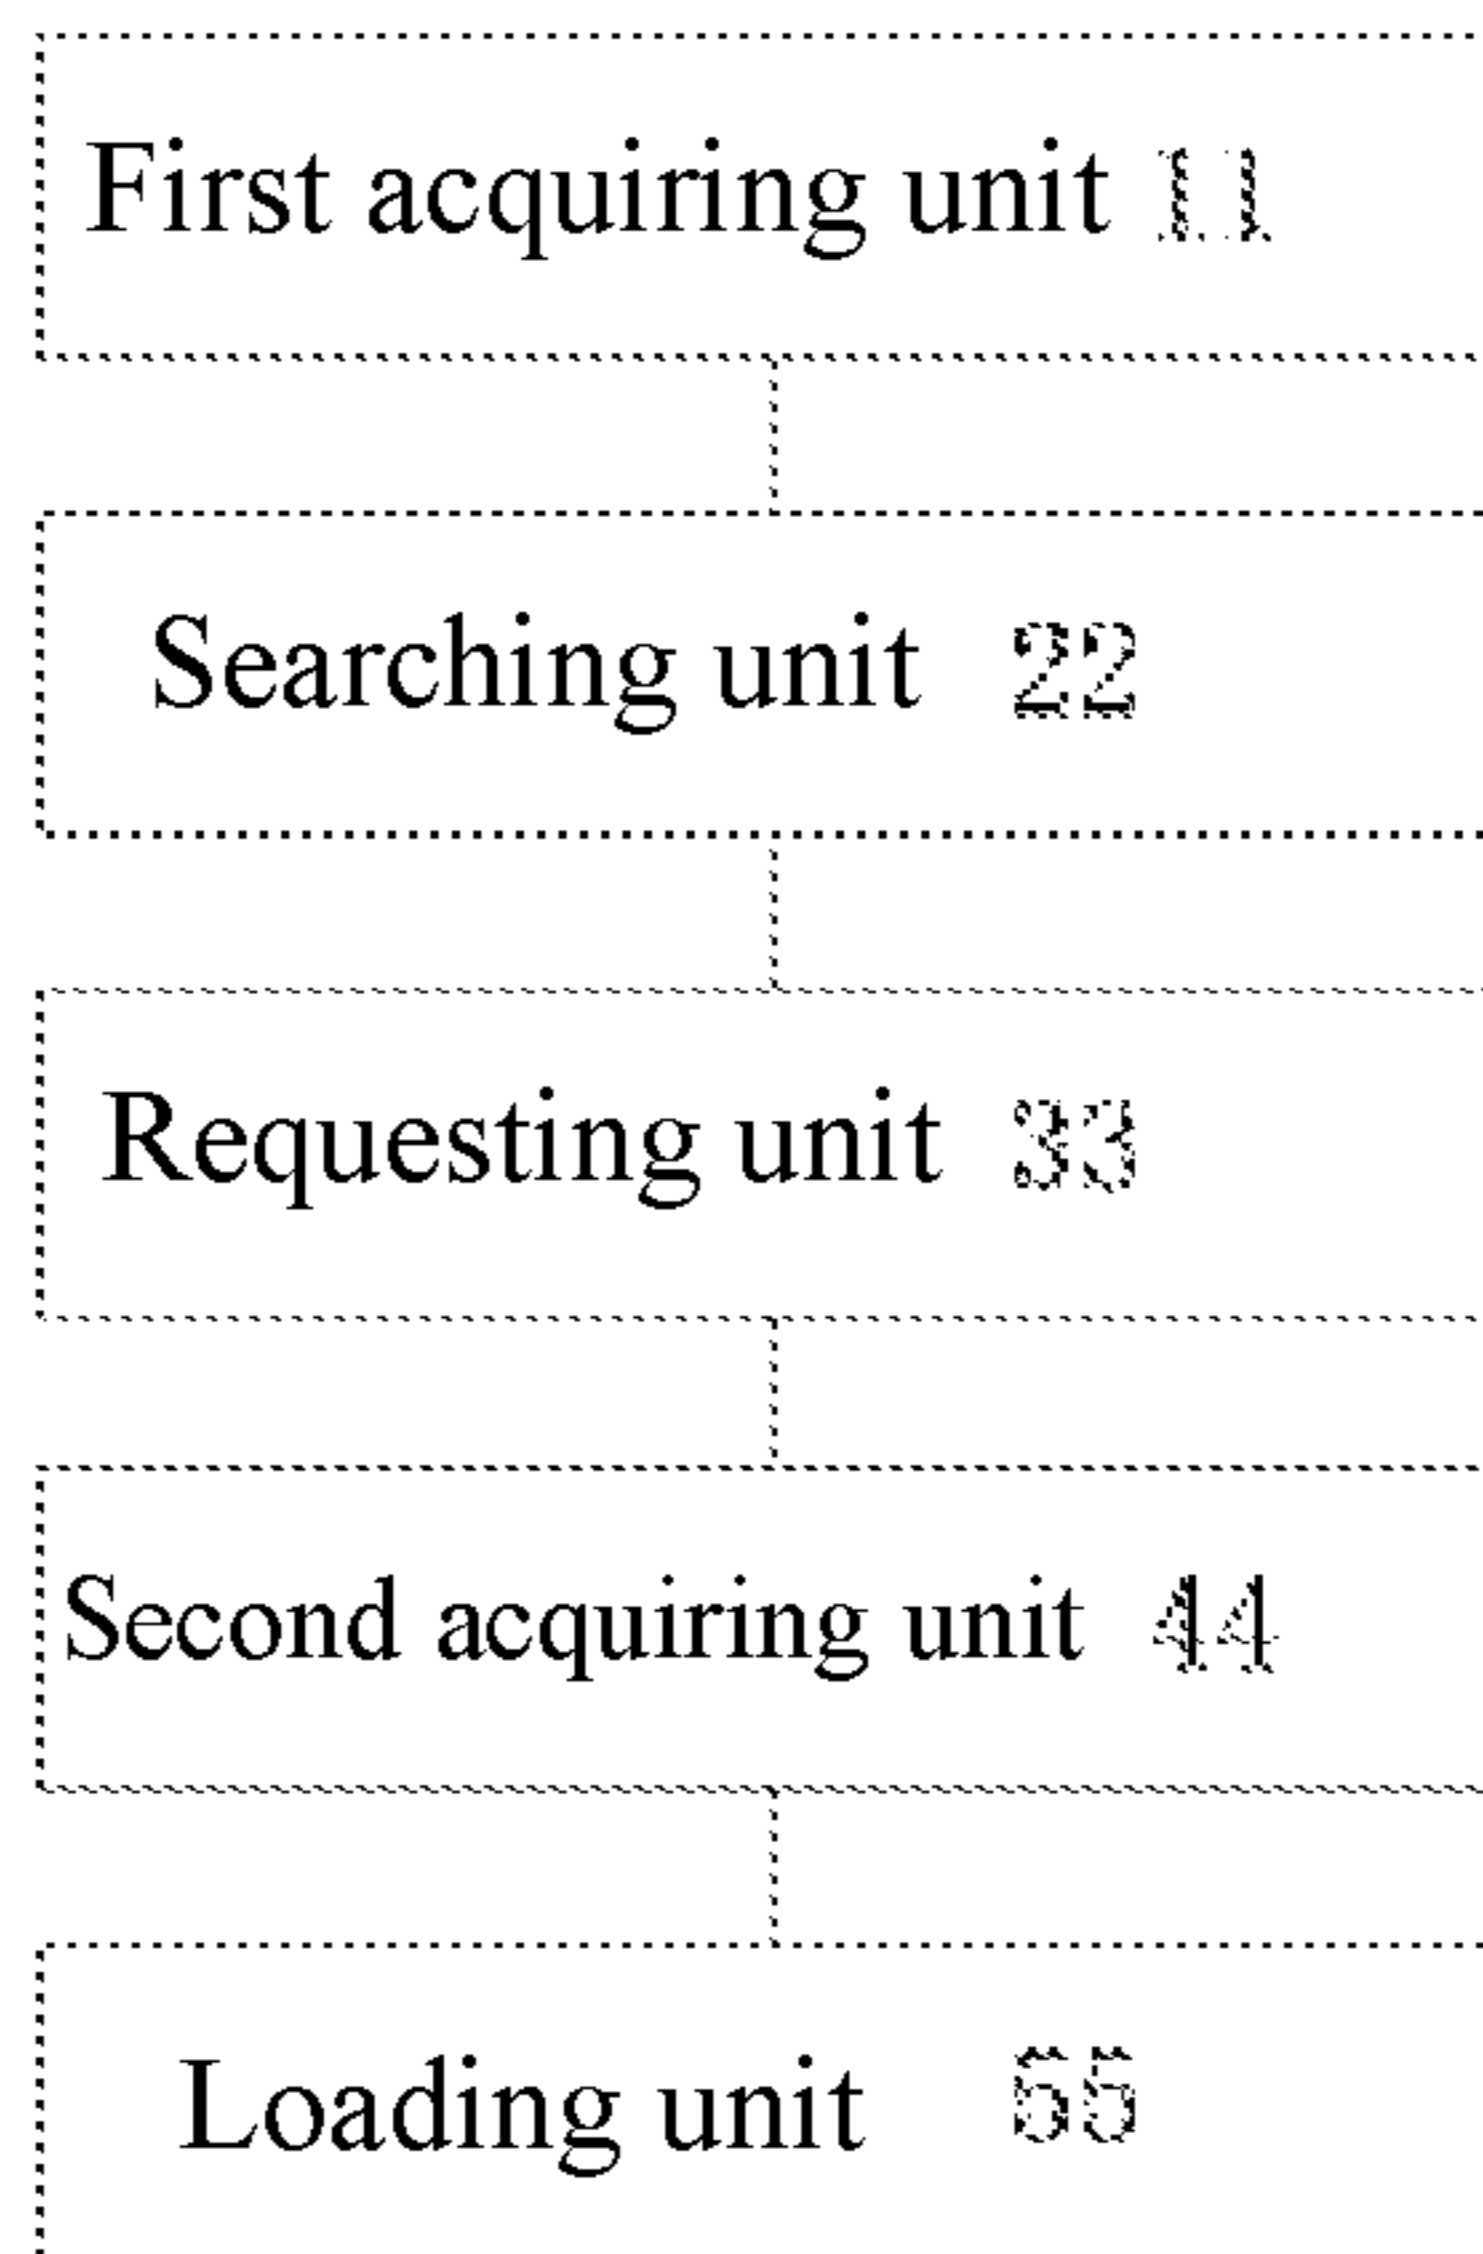 First acquiring unit 11
Searching unit 22
Requesting unit 33
Second acquiring unit 44
Loading unit 55